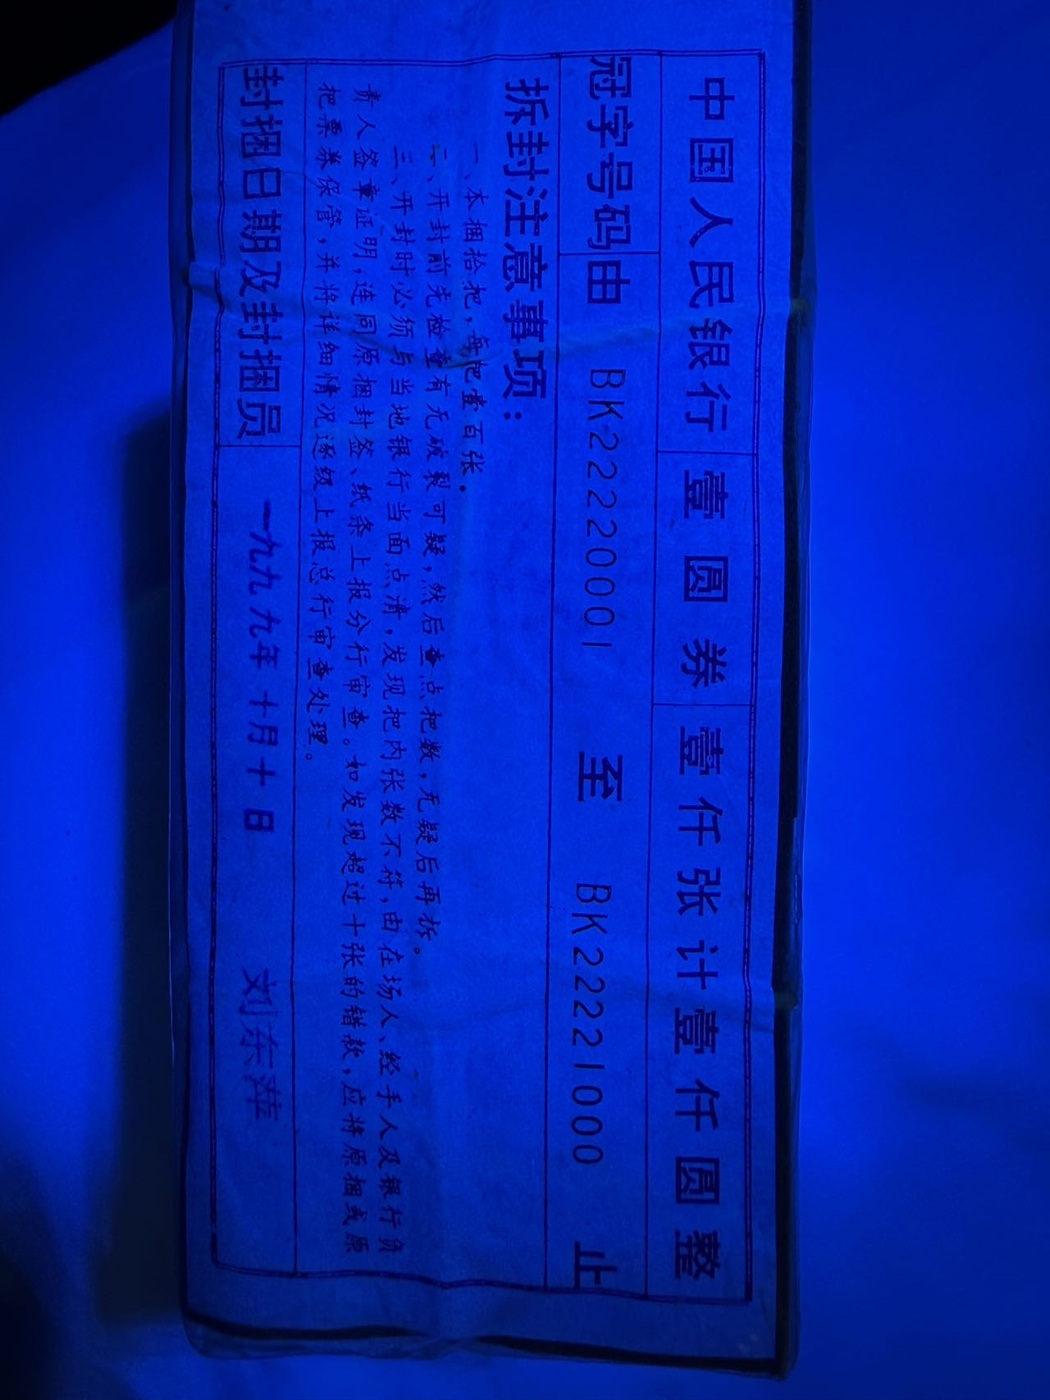 中国人民银行 壹圆券 壹仟张计壹仟圆整
冠字号码 由 BK22220001 至 BK22221000 止
拆封注意事项：
一、本捆拾把，每把壹百张。
二、开封前先检查有无破裂可疑，然后查点把数，无疑后再拆。
三、开封时必须与当地银行当面点清，发现把内张数不符，由在场人、经手人及银行负
责人签章证明，连同原捆封签、纸条上报分行审查。如发现超过十张的错款，应将原捆或原
把票券保管，并将详细情况逐级上报总行审查处理。
封捆日期及封捆员 一九九九年十月十日 刘东萍